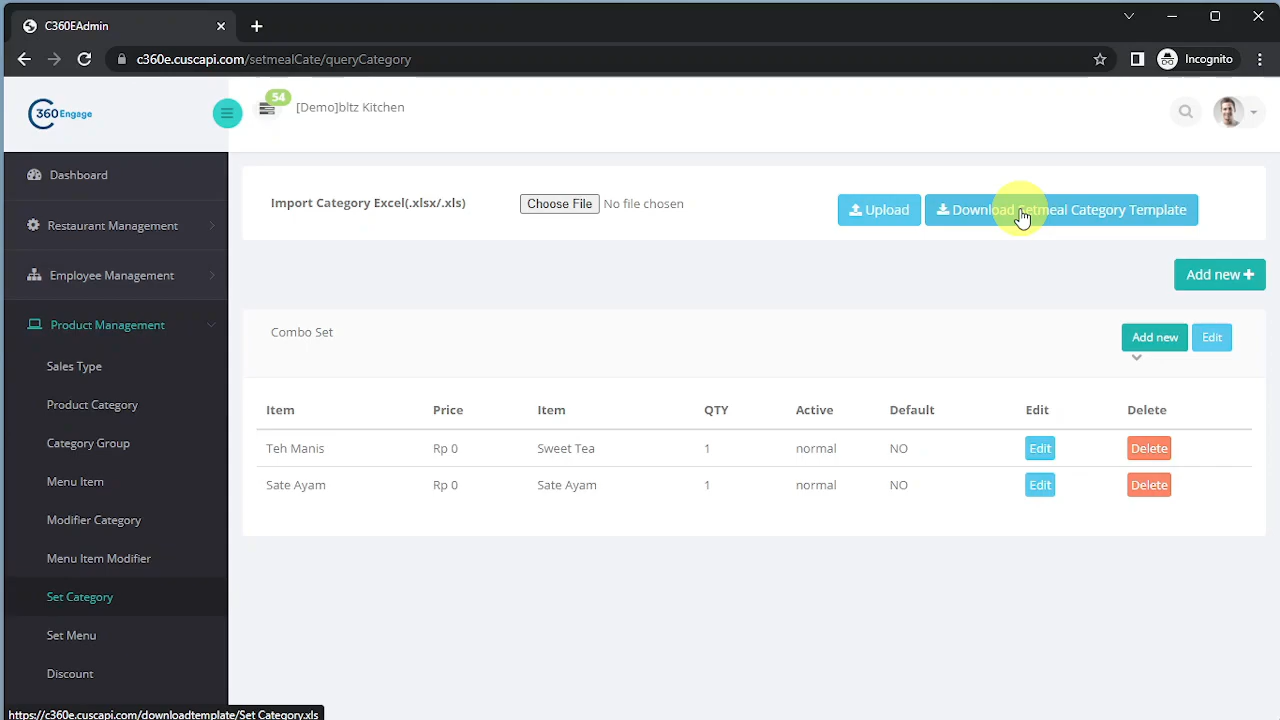 C360EAdmin
c360e.cuscapi.com/setmealCate/queryCategory
Incognito
360 Engage
54
[Demo]bltz Kitchen
Dashboard
Restaurant Management
Employee Management
Product Management
Sales Type
Product Category
Category Group
Menu Item
Modifier Category
Menu Item Modifier
Set Category
Set Menu
Discount
Import Category Excel(.xlsx/.xls)
Choose File No file chosen
Upload
Download Setmeal Category Template
Add new
Combo Set
Add new
Edit
Item Price Item QTY Active Default Edit Delete
Teh Manis Rp 0 Sweet Tea 1 normal NO Edit Delete
Sate Ayam Rp 0 Sate Ayam 1 normal NO Edit Delete
https://c360e.cuscapi.com/downloadtemplate/Set Category.xls